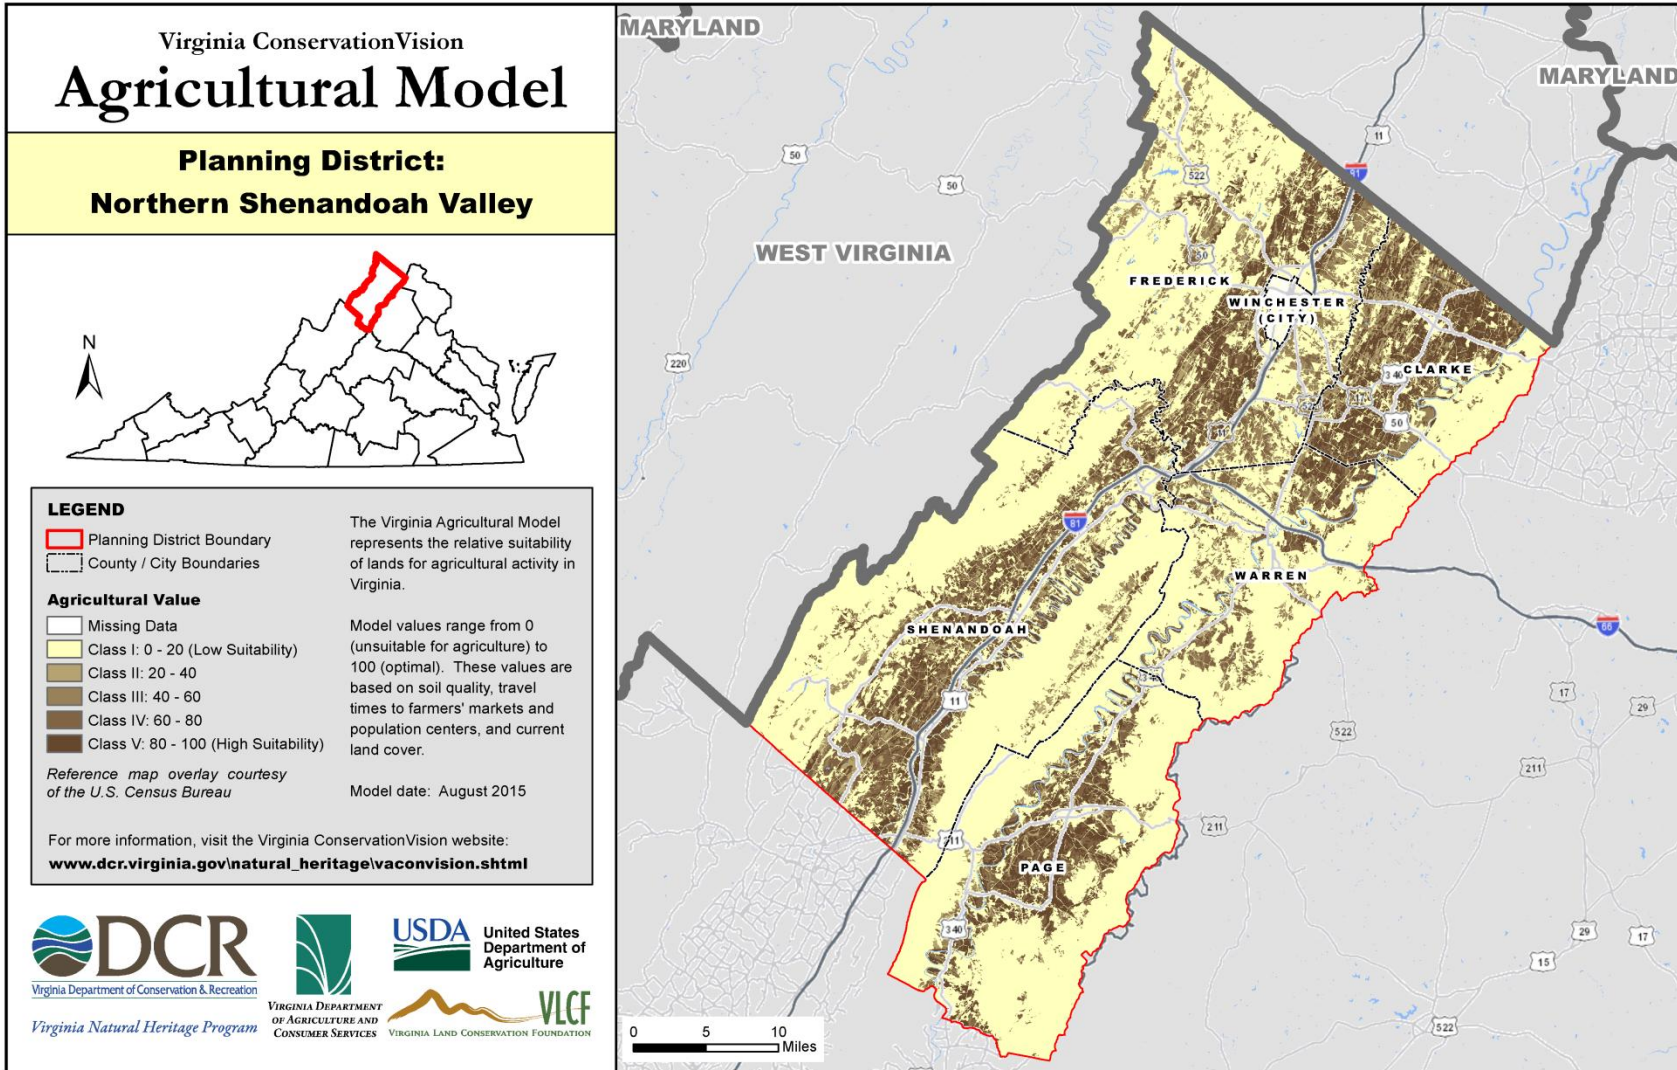 Virginia ConservationVision
Agricultural Model
Planning District:
Northern Shenandoah Valley
N
LEGEND
Planning District Boundary
County / City Boundaries
Agricultural Value
Missing Data
Class I: 0 - 20 (Low Suitability)
Class II: 20 - 40
Class III: 40 - 60
Class IV: 60 - 80
Class V: 80 - 100 (High Suitability)
Reference map overlay courtesy
of the U.S. Census Bureau
The Virginia Agricultural Model
represents the relative suitability
of lands for agricultural activity in
Virginia.
Model values range from 0
(unsuitable for agriculture) to
100 (optimal). These values are
based on soil quality, travel
times to farmers' markets and
population centers, and current
land cover.
Model date: August 2015
For more information, visit the Virginia ConservationVision website:
www.dcr.virginia.gov\natural_heritage\vaconvision.shtml
DCR
Virginia Department of Conservation & Recreation
Virginia Natural Heritage Program
VIRGINIA DEPARTMENT
OF AGRICULTURE AND
CONSUMER SERVICES
USDA
United States
Department of
Agriculture
VLCF
VIRGINIA LAND CONSERVATION FOUNDATION
MARYLAND
MARYLAND
11
50
81
522
50
WEST VIRGINIA
50
FREDERICK
WINCHESTER
(CITY)
220
340
CLARKE
17
50
11
81
WARREN
66
SHENANDOAH
340
11
17
29
522
211
211
211
PAGE
340
29
17
15
522
0 5 10
Miles